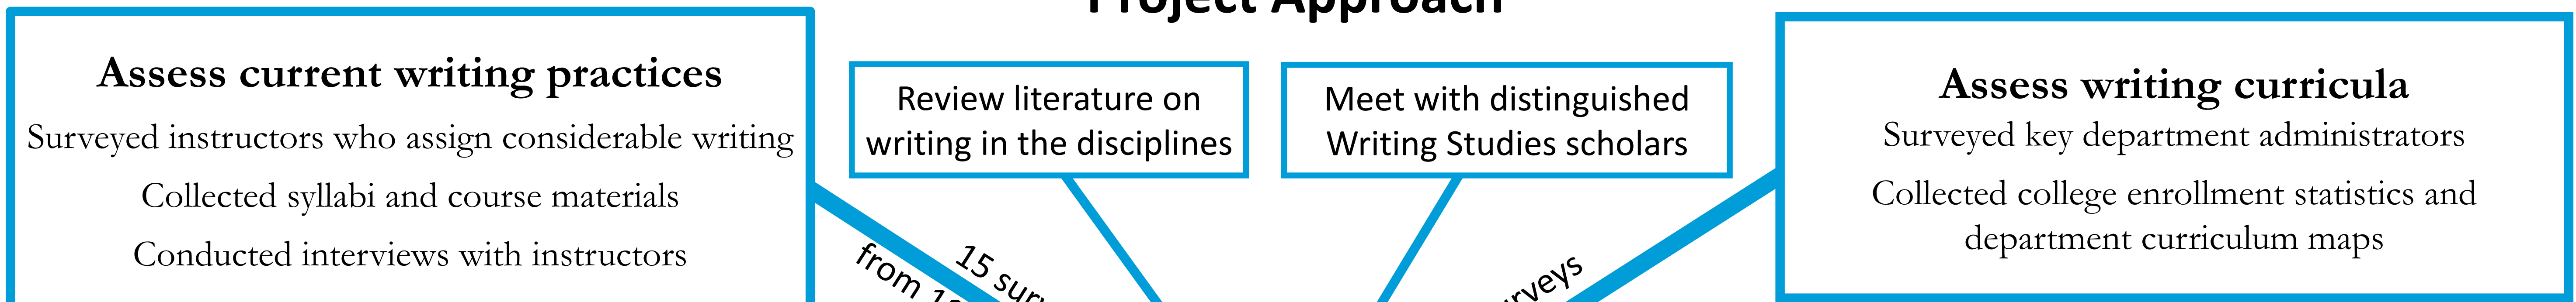 Project Approach
Assess current writing practices
Surveyed instructors who assign considerable writing
Collected syllabi and course materials
Conducted interviews with instructors
Review literature on
writing in the disciplines
Meet with distinguished
Writing Studies scholars
Assess writing curricula
Surveyed key department administrators
Collected college enrollment statistics and
department curriculum maps
15
from